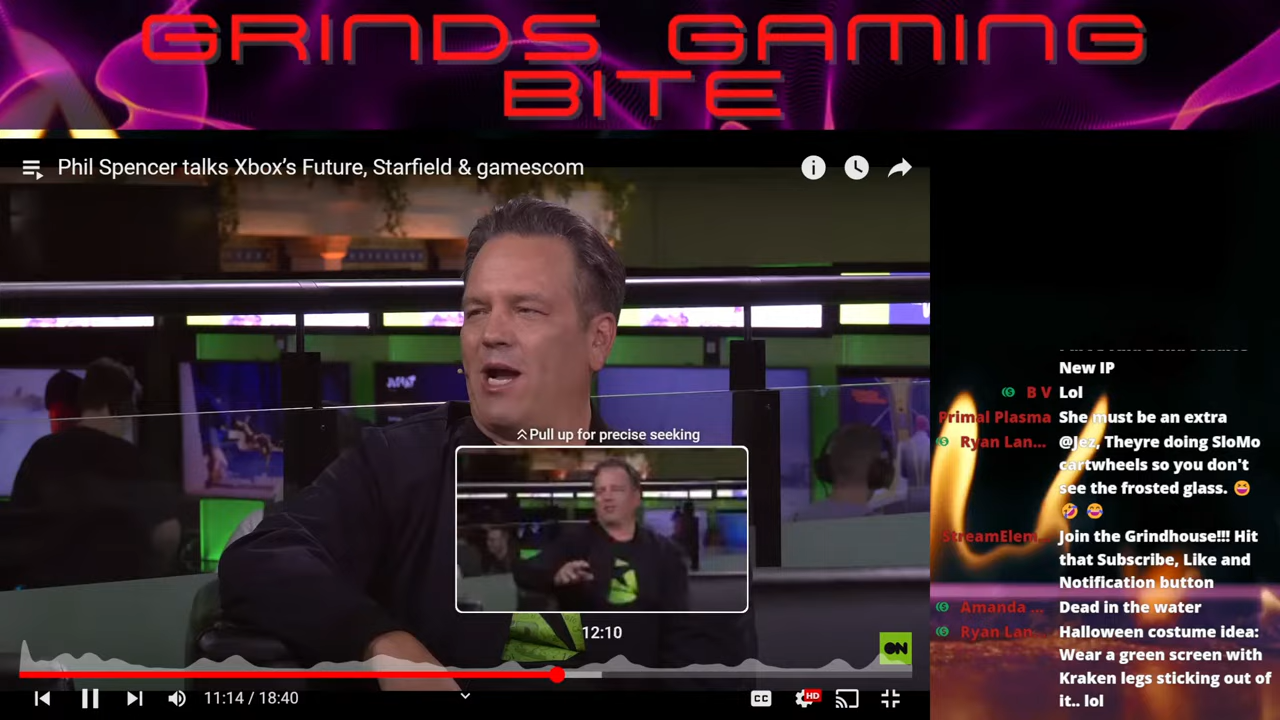 GRINDS GAMING
BITE
Phil Spencer talks Xbox’s Future, Starfield & gamescom
Pull up for precise seeking
12:10
ON
11:14 / 18:40
CC
HD
New IP
B V Lol
Primal Plasma She must be an extra
Ryan Lan... @Jez, Theyre doing SloMo
cartwheels so you don't
see the frosted glass. 😆
🤣 😂
StreamElem... Join the Grindhouse!!! Hit
that Subscribe, Like and
Notification button
Amanda ... Dead in the water
Ryan Lan... Halloween costume idea:
Wear a green screen with
Kraken legs sticking out of
it.. lol